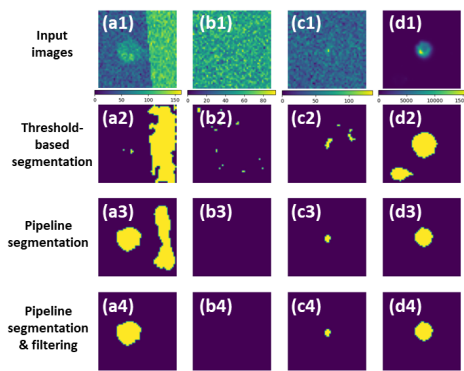 Input
images
(a1) (b1) (c1) (d1)
0 50 100 150 0 20 40 60 80 0 50 100 0 5000 10000 1500
Threshold-
based
segmentation
(a2) (b2) (c2) (d2)
Pipeline
segmentation
(a3) (b3) (c3) (d3)
Pipeline
segmentation
& filtering
(a4) (b4) (c4) (d4)